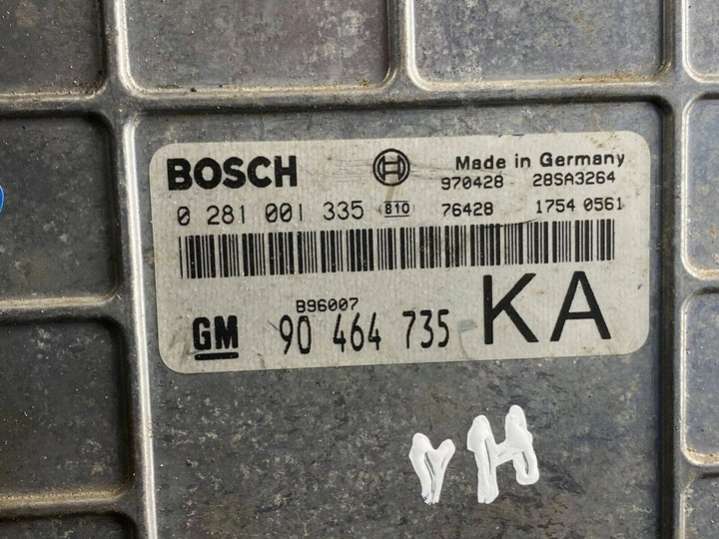 BOSCH Made in Germany
970428 28SA3264
0 281 001 335 810 76428 1754 0561
B96007
GM 90 464 735 KA